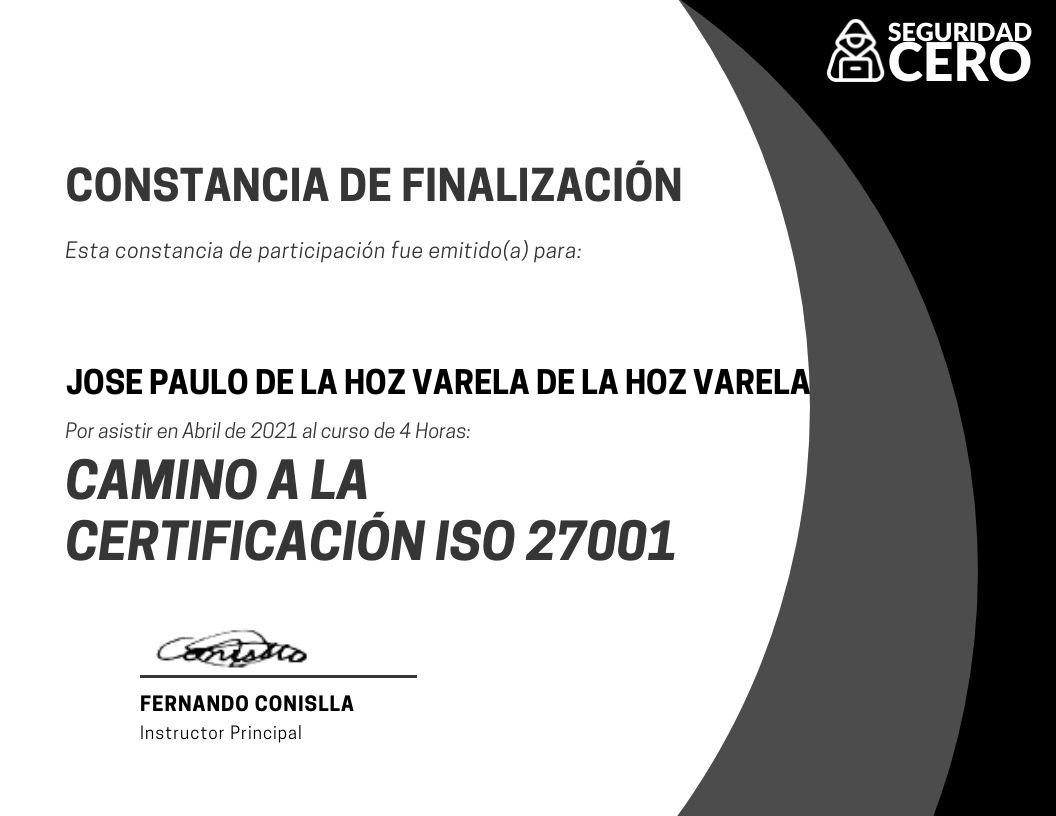 SEGURIDAD
CERO
CONSTANCIA DE FINALIZACIÓN
Esta constancia de participación fue emitido(a) para:
JOSE PAULO DE LA HOZ VARELA DE LA HOZ VARELA
Por asistir en Abril de 2021 al curso de 4 Horas:
CAMINO A LA
CERTIFICACIÓN ISO 27001
Conislla
FERNANDO CONISLLA
Instructor Principal